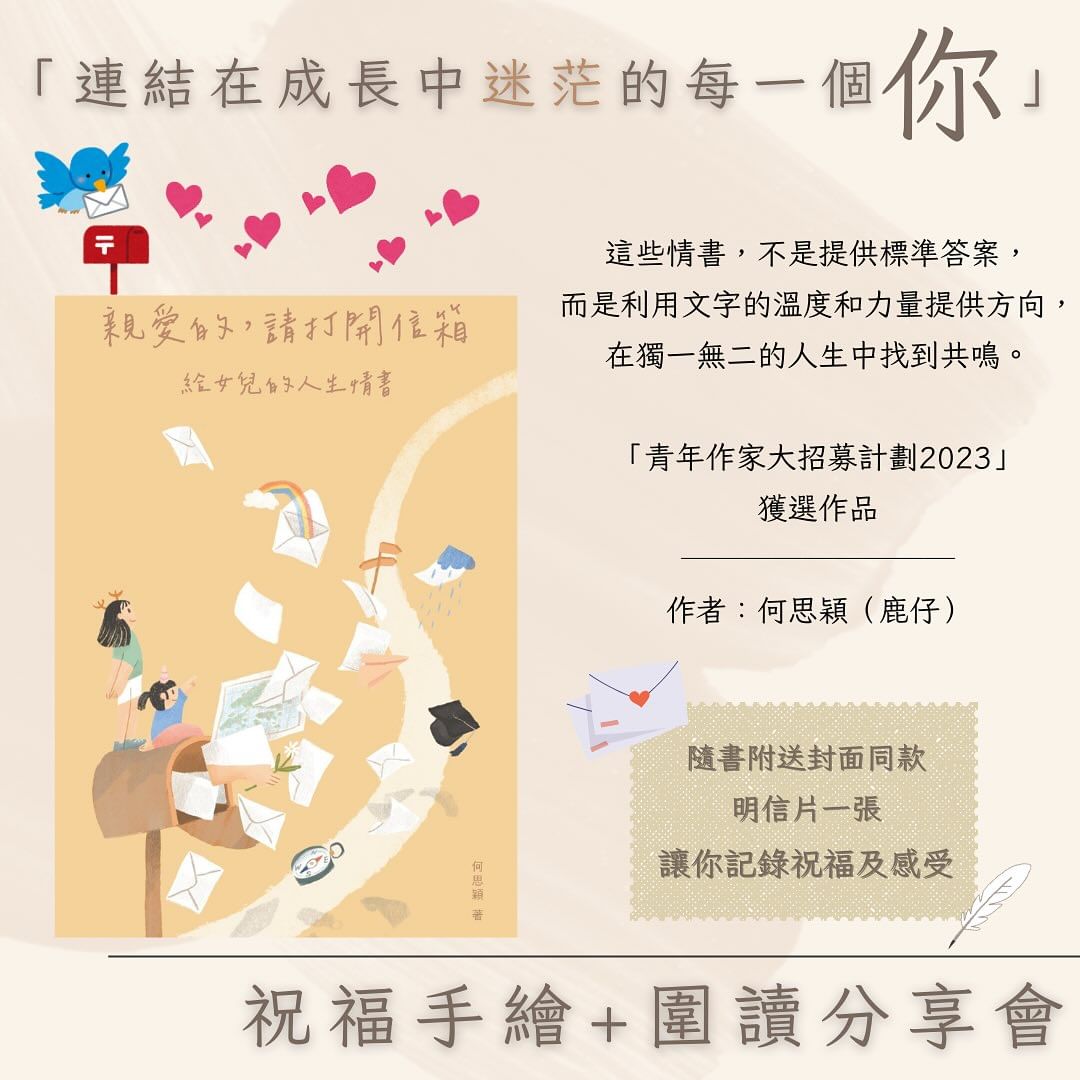 「連結在成長中迷茫的每一個你」
親愛的，請打開信箱
給女兒的人生情書
何思穎 著
這些情書，不是提供標準答案，
而是利用文字的溫度和力量提供方向，
在獨一無二的人生中找到共鳴。
「青年作家大招募計劃2023」
獲選作品
作者：何思穎（鹿仔）
隨書附送封面同款
明信片一張
讓你記錄祝福及感受
祝福手繪+圍讀分享會